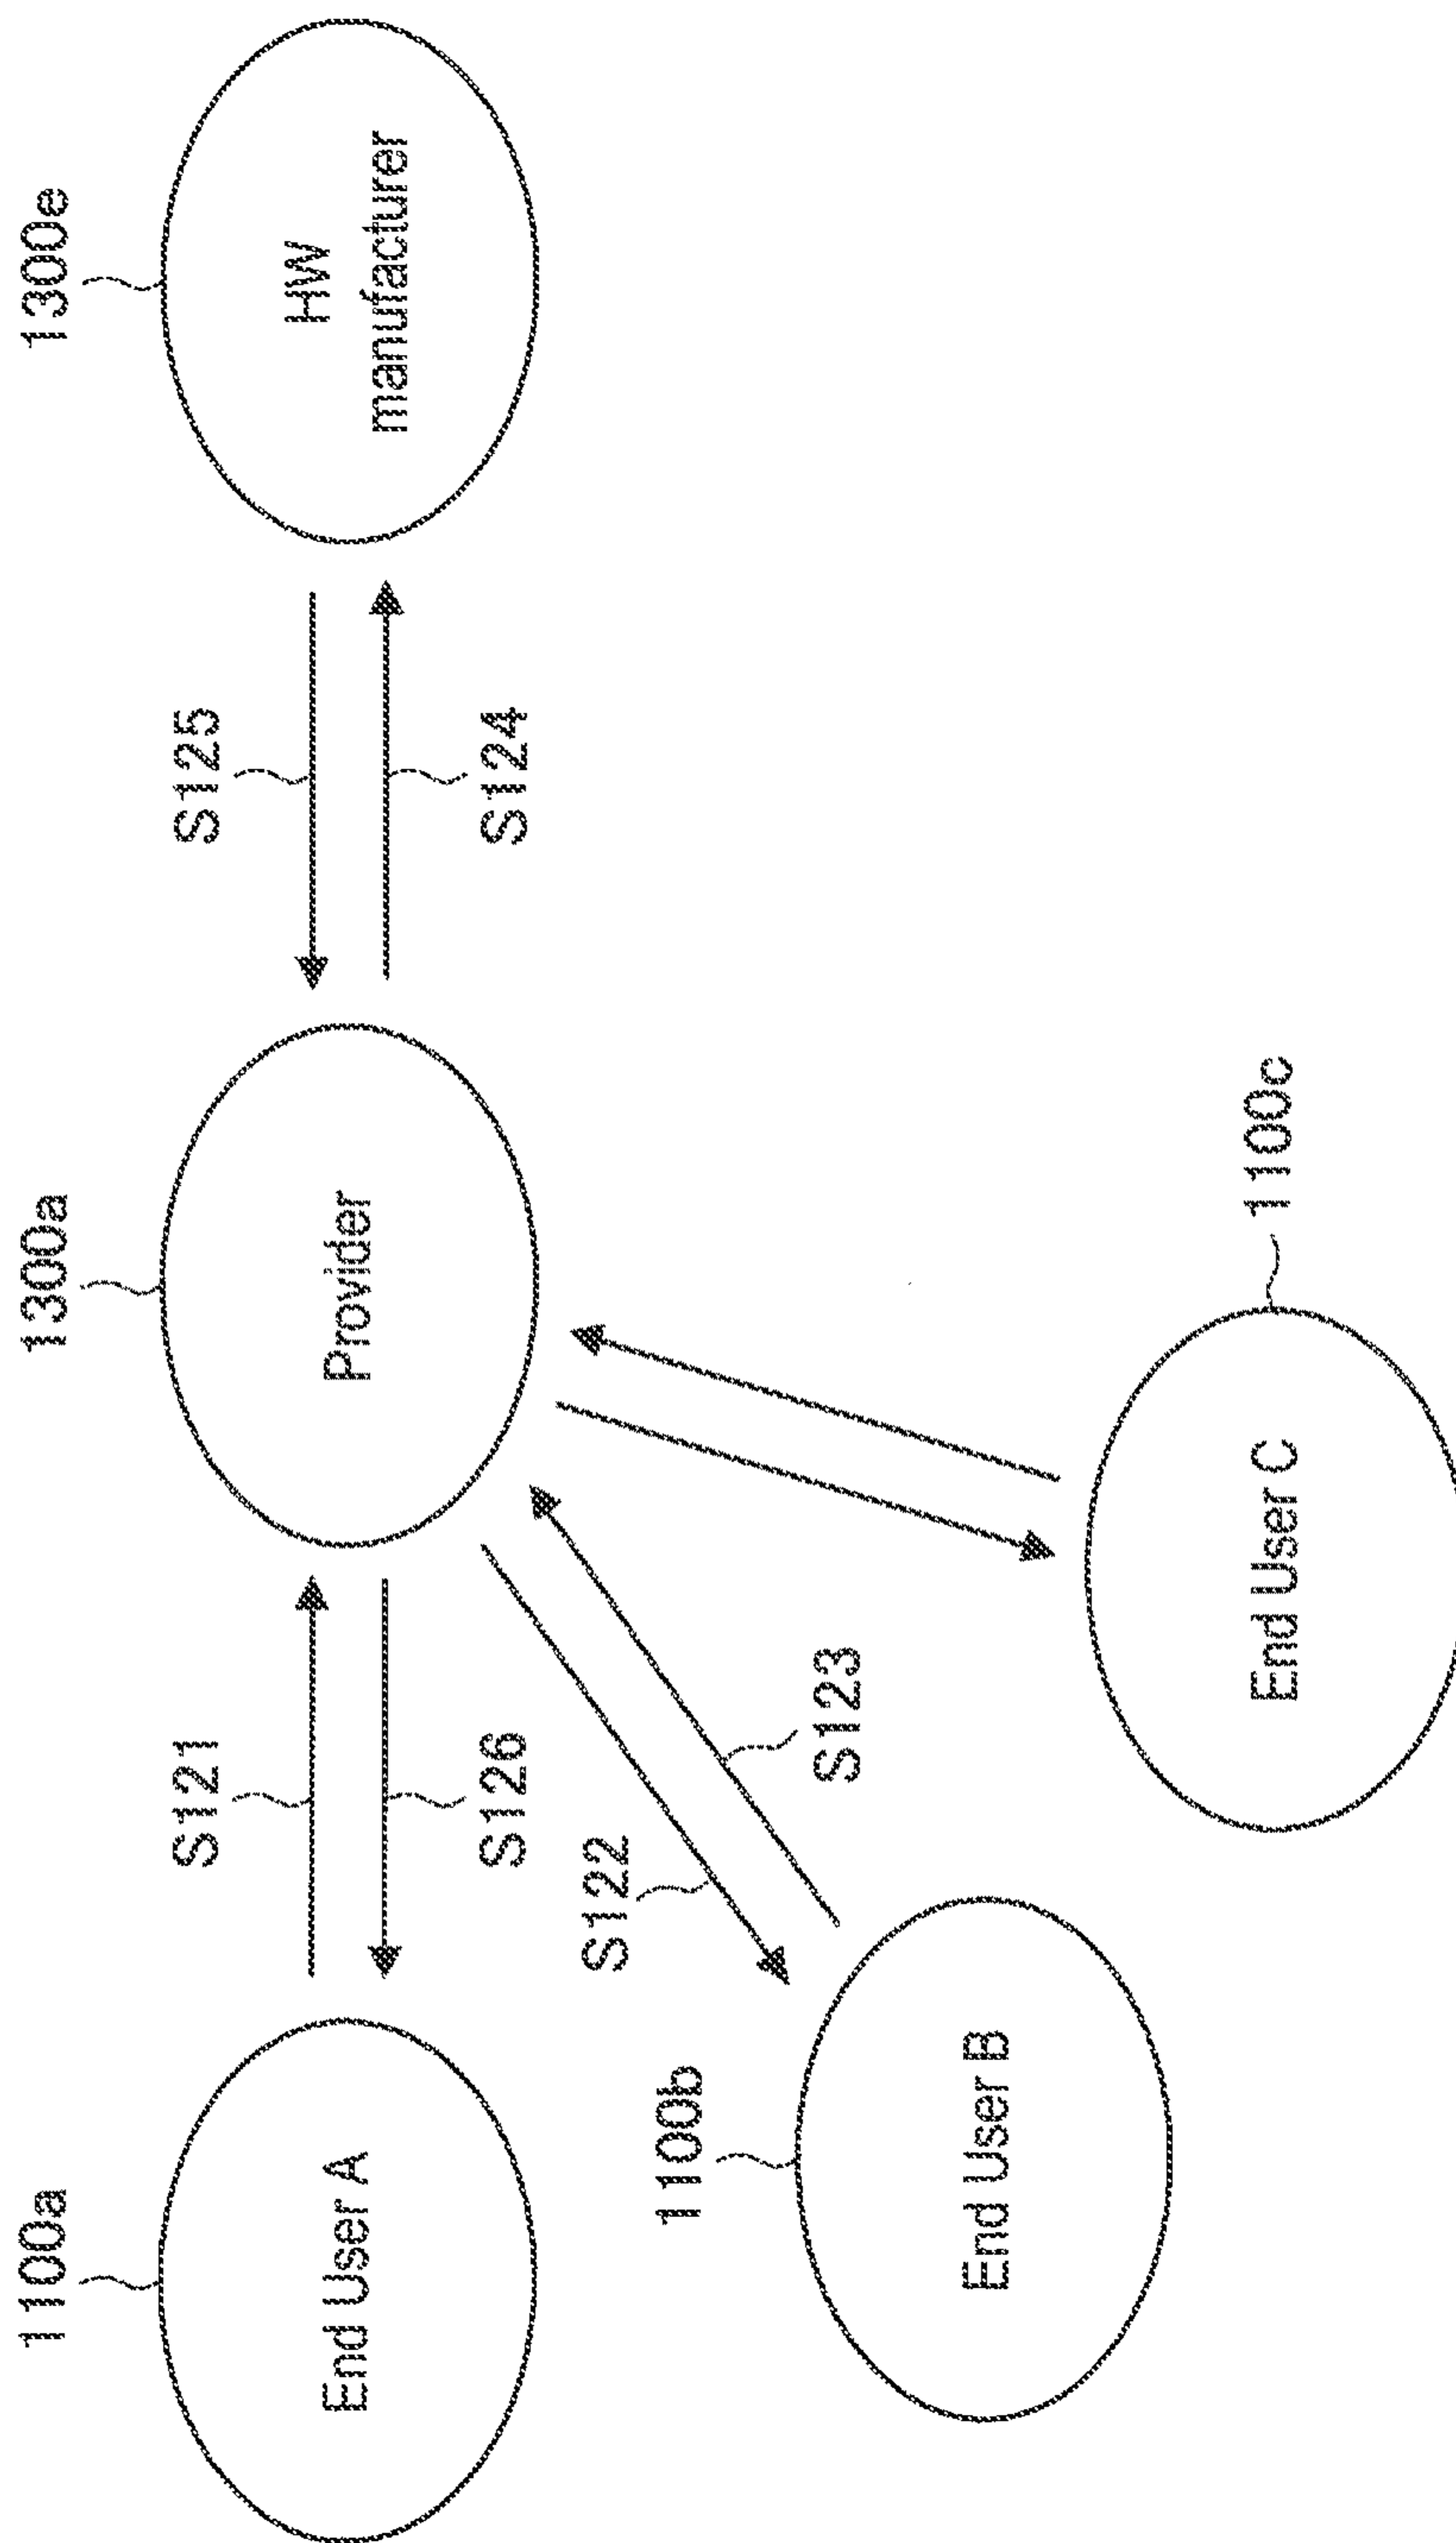 1100a
End User A
S121
S126
1300a
Provider
S125
S124
1300e
HW
manufacturer
S122
S123
1100b
End User B
1100c
End User C